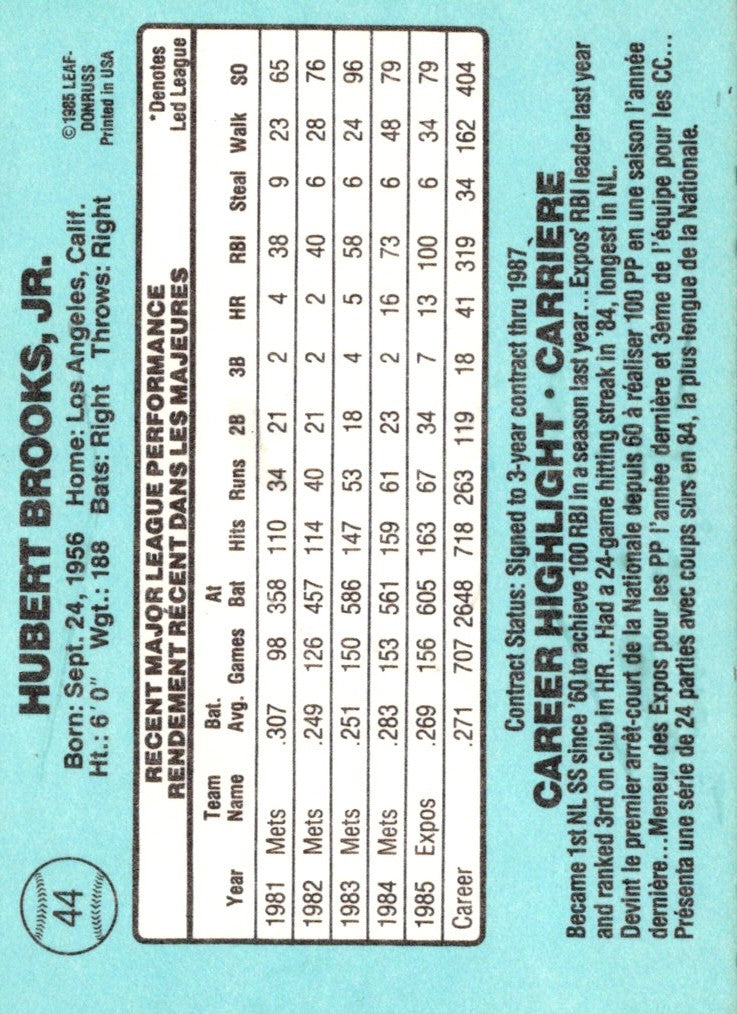 44
HUBERT BROOKS, JR.
Born: Sept. 24, 1956 Home: Los Angeles, Calif.
Ht.: 6'0" Wgt.: 188 Bats: Right Throws: Right
© 1985 LEAF-
DONRUSS
Printed in USA
RECENT MAJOR LEAGUE PERFORMANCE
RENDEMENT RÉCENT DANS LES MAJEURES
*Denotes
Led League
Year Team Name Bat. Avg. Games At Bat Hits Runs 2B 3B HR RBI Steal Walk SO
1981 Mets .307 98 358 110 34 21 2 4 38 9 23 65
1982 Mets .249 126 457 114 40 21 2 2 40 6 28 76
1983 Mets .251 150 586 147 53 18 4 5 58 6 24 96
1984 Mets .283 153 561 159 61 23 2 16 73 6 48 79
1985 Expos .269 156 605 163 67 34 7 13 100 6 34 79
Career .271 707 2648 718 263 119 18 41 319 34 162 404
Contract Status: Signed to 3-year contract thru 1987
CAREER HIGHLIGHT • CARRIÈRE
Became 1st NL SS since '60 to achieve 100 RBI in a season last year...Expos' RBI leader last year
and ranked 3rd on club in HR...Had a 24-game hitting streak in '84, longest in NL.
Devint le premier arrêt-court de la Nationale depuis 60 à réaliser 100 PP en une saison l'année
dernière...Meneur des Expos pour les PP l'année dernière et 3ème de l'équipe pour les CC...
Présenta une série de 24 parties avec coups sûrs en 84, la plus longue de la Nationale.